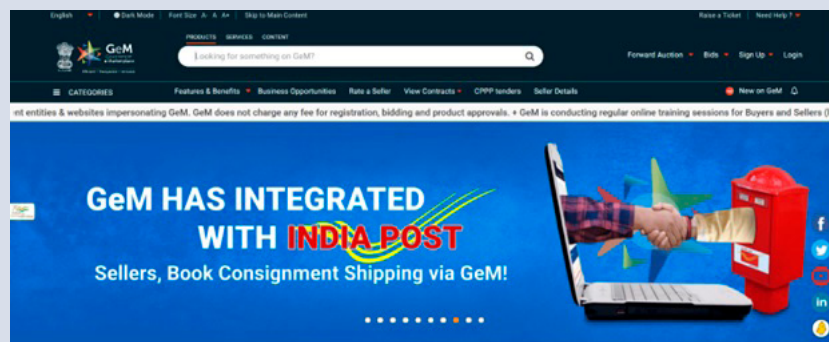 English Dark Mode Font Size A- A A+ Skip to Main Content Raise a Ticket Need Help ?
PRODUCTS SERVICES CONTENT
GeM
Looking for something on GeM?
Forward Auction Bids Sign Up Login
CATEGORIES Features & Benefits Business Opportunities Rate a Seller View Contracts CPPP tenders Seller Details New on GeM
nt entities & websites impersonating GeM. GeM does not charge any fee for registration, bidding and product approvals. + GeM is conducting regular online training sessions for Buyers and Sellers (
GeM HAS INTEGRATED
WITH INDIA POST
Sellers, Book Consignment Shipping via GeM!